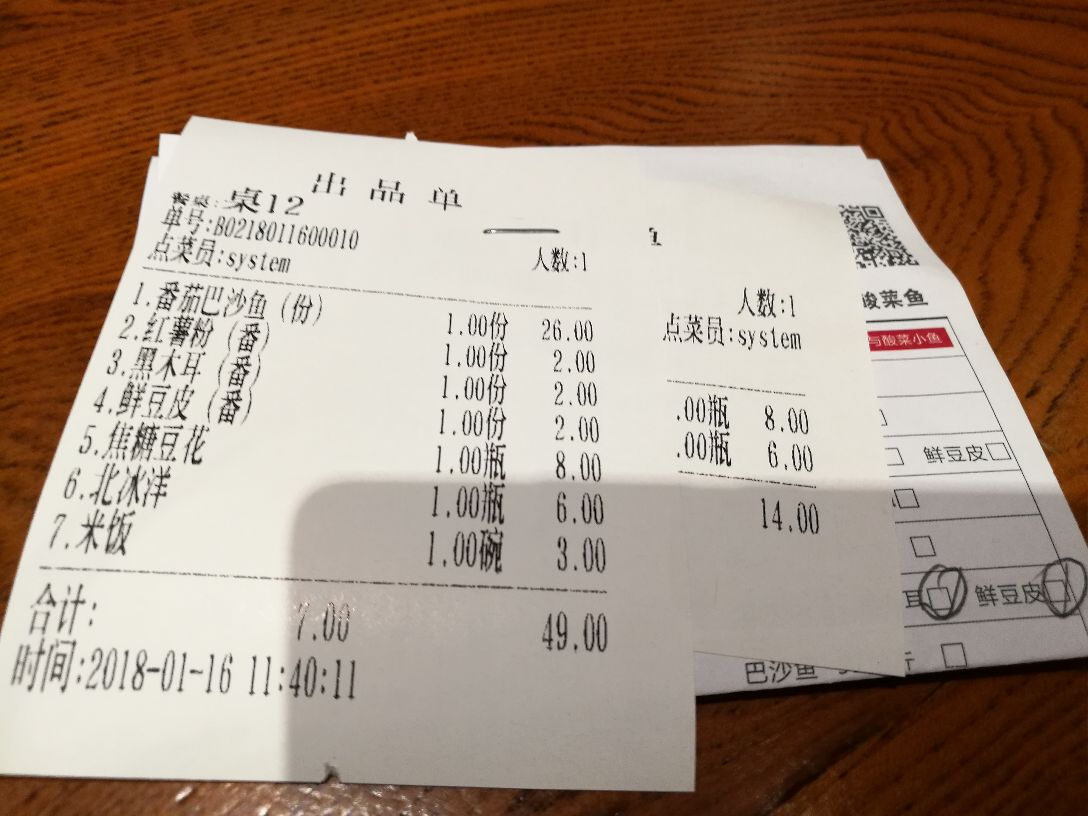 出品单
餐桌:桌12
单号:B0218011600010
点菜员:system 人数:1
1.番茄巴沙鱼(份) 1.00份 26.00
2.红薯粉(番) 1.00份 2.00
3.黑木耳(番) 1.00份 2.00
4.鲜豆皮(番) 1.00份 2.00
5.焦糖豆花 1.00瓶 8.00
6.北冰洋 1.00瓶 6.00
7.米饭 1.00碗 3.00
合计: 7.00 49.00
时间:2018-01-16 11:40:11
人数:1
点菜员:system
.00瓶 8.00
.00瓶 6.00
14.00
酸菜鱼
与酸菜小鱼
鲜豆皮
耳 鲜豆皮
巴沙鱼